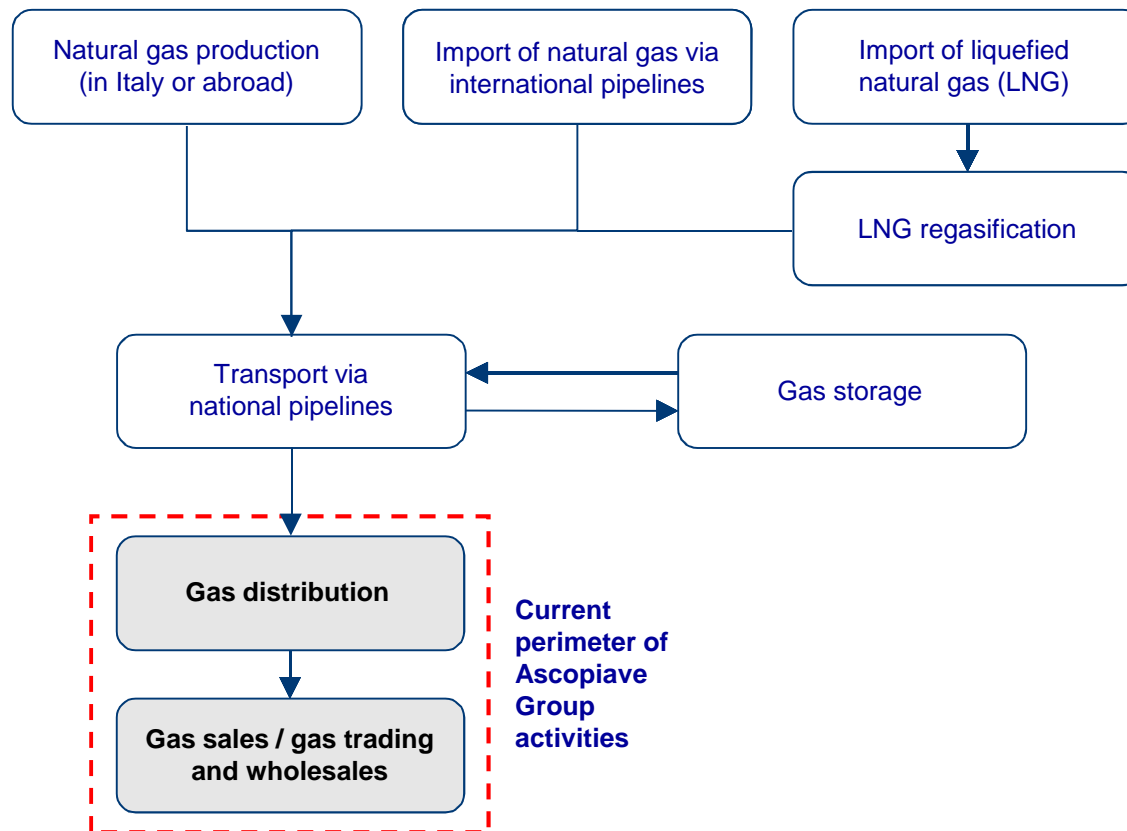 Natural gas production
(in Italy or abroad)
Import of natural gas via
international pipelines
Import of liquefied
natural gas (LNG)
LNG regasification
Transport via
national pipelines
Gas storage
Gas distribution
Current
perimeter of
Ascopiave
Group
activities
Gas sales / gas trading
and wholesales